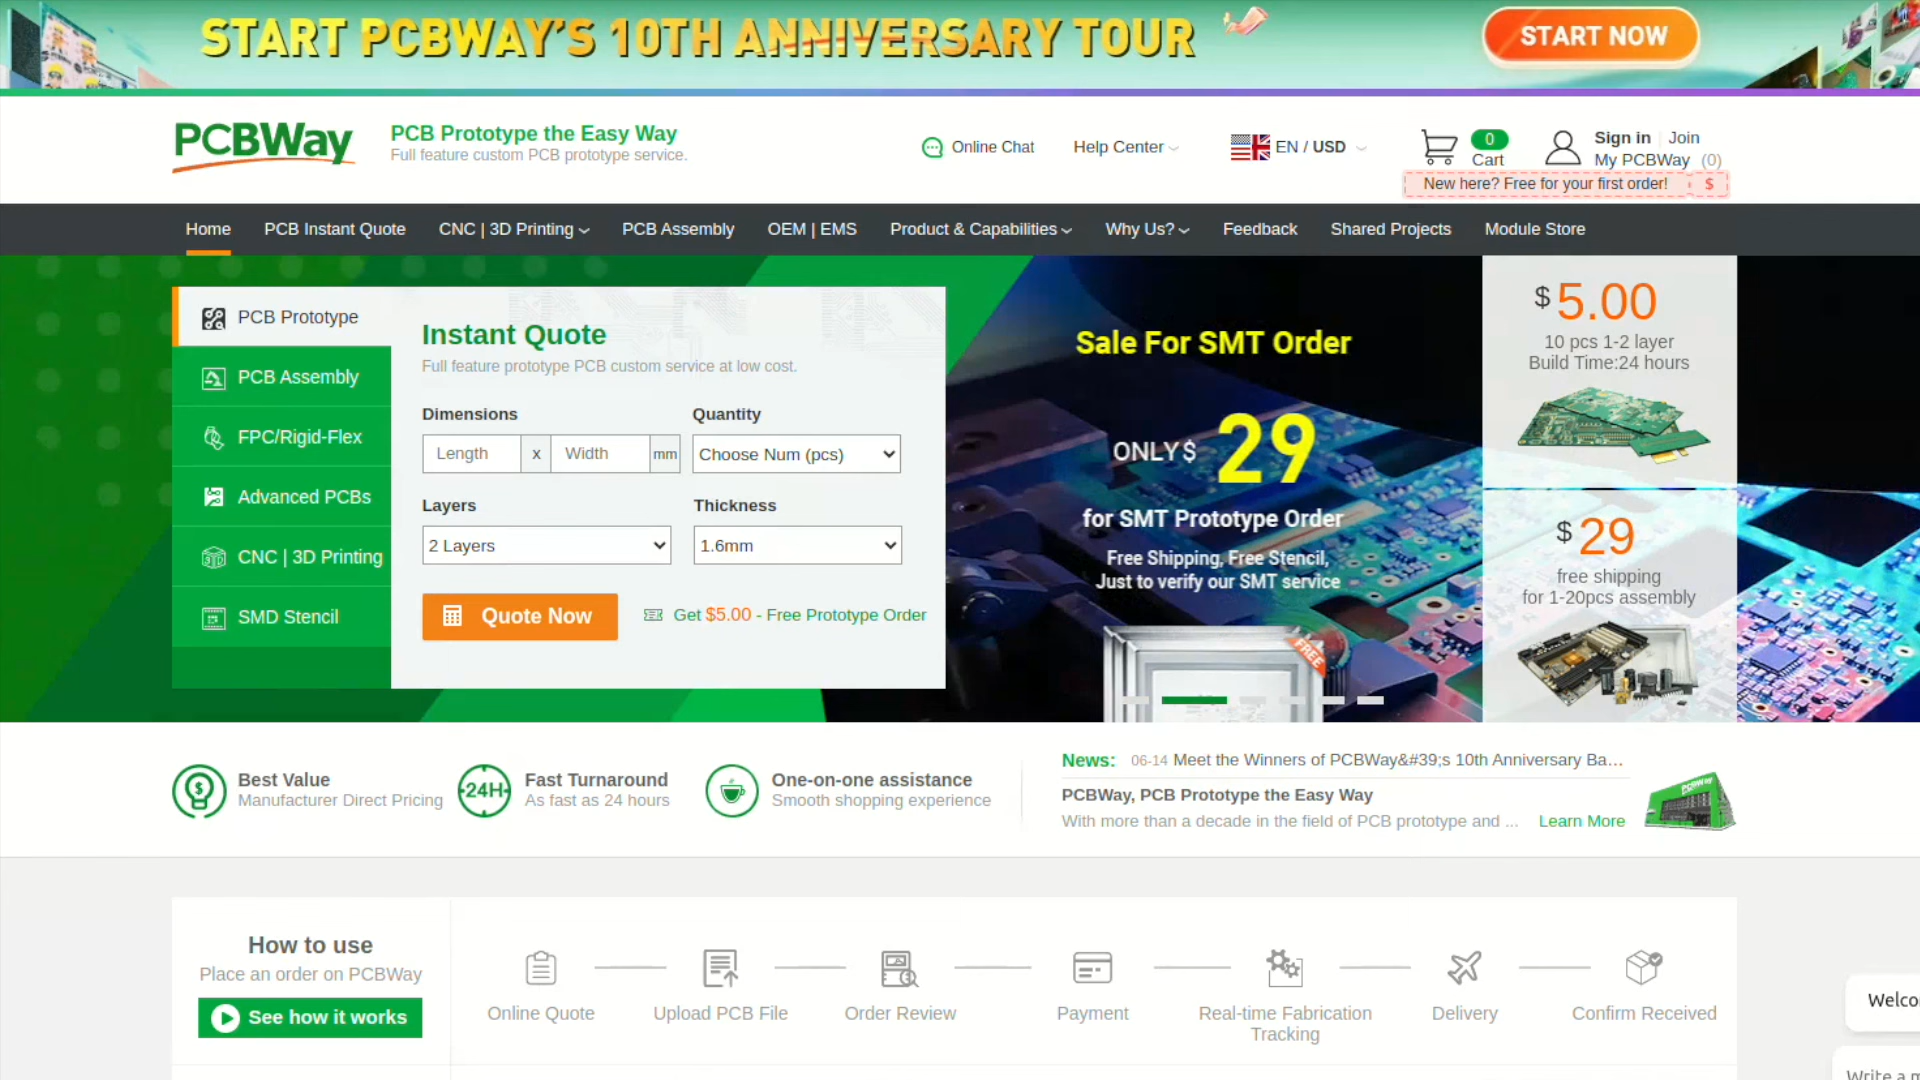 START PCBWAY'S 10TH ANNIVERSARY TOUR
START NOW
PCBWay
PCB Prototype the Easy Way
Full feature custom PCB prototype service.
Online Chat
Help Center
EN / USD
0
Cart
Sign in
Join
My PCBWay (0)
New here? Free for your first order! $
Home
PCB Instant Quote
CNC | 3D Printing
PCB Assembly
OEM | EMS
Product & Capabilities
Why Us?
Feedback
Shared Projects
Module Store
PCB Prototype
PCB Assembly
FPC/Rigid-Flex
Advanced PCBs
CNC | 3D Printing
SMD Stencil
Instant Quote
Full feature prototype PCB custom service at low cost.
Dimensions
Quantity
Length x Width mm
Choose Num (pcs)
Layers
Thickness
2 Layers
1.6mm
Quote Now
Get $5.00 - Free Prototype Order
Sale For SMT Order
ONLY$ 29
for SMT Prototype Order
Free Shipping, Free Stencil,
Just to verify our SMT service
FREE
$5.00
10 pcs 1-2 layer
Build Time:24 hours
$29
free shipping
for 1-20pcs assembly
Best Value
Manufacturer Direct Pricing
24H
Fast Turnaround
As fast as 24 hours
One-on-one assistance
Smooth shopping experience
News: 06-14 Meet the Winners of PCBWay&#39;s 10th Anniversary Ba...
PCBWay, PCB Prototype the Easy Way
With more than a decade in the field of PCB prototype and ... Learn More
PCBWay
How to use
Place an order on PCBWay
See how it works
Online Quote
Upload PCB File
Order Review
Payment
Real-time Fabrication
Tracking
Delivery
Confirm Received
Welco
Write a m